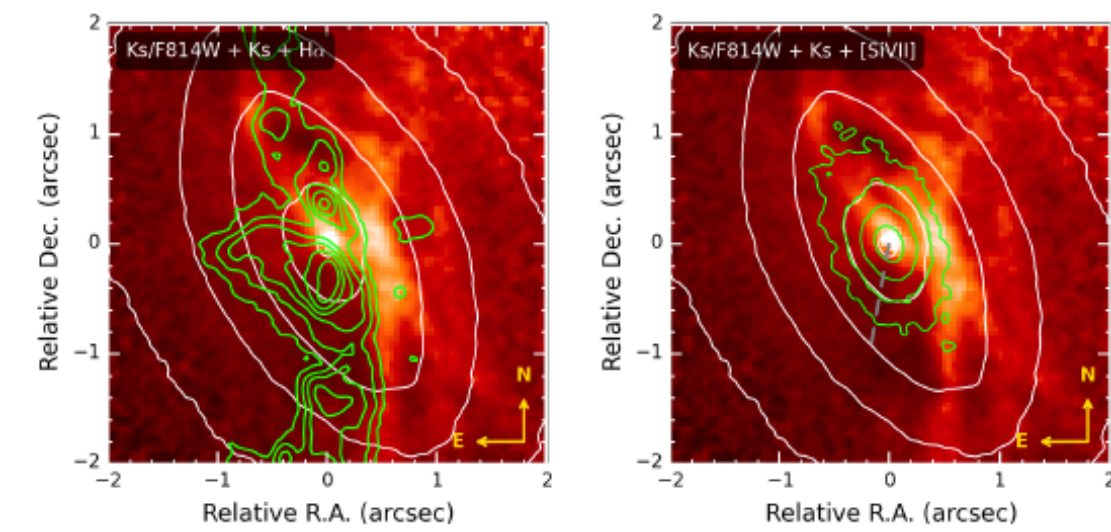 Ks/F814W + Ks + Hα
Relative Dec. (arcsec)
2
1
0
−1
−2
−2
−1
0
1
2
Relative R.A. (arcsec)
N
E
Ks/F814W + Ks + [SiVII]
Relative Dec. (arcsec)
2
1
0
−1
−2
−2
−1
0
1
2
Relative R.A. (arcsec)
N
E